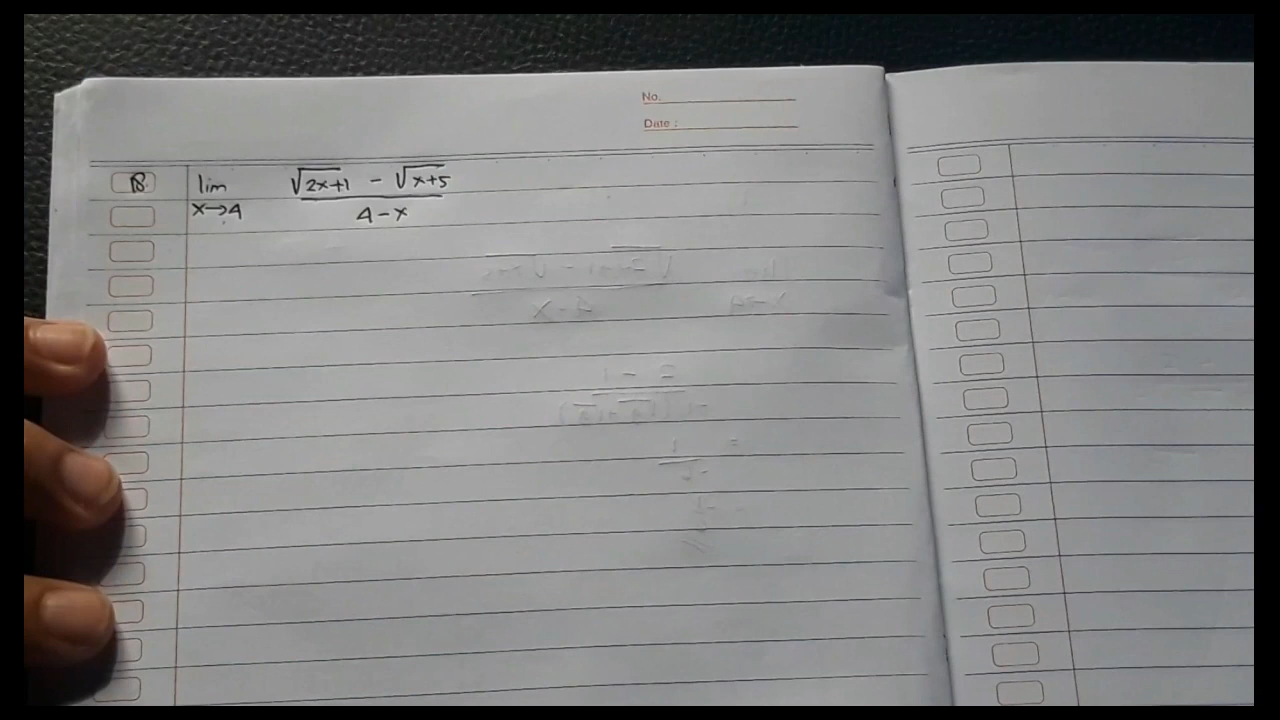 No.
Date :
18. lim √2x+1 - √x+5
x→4 4-x